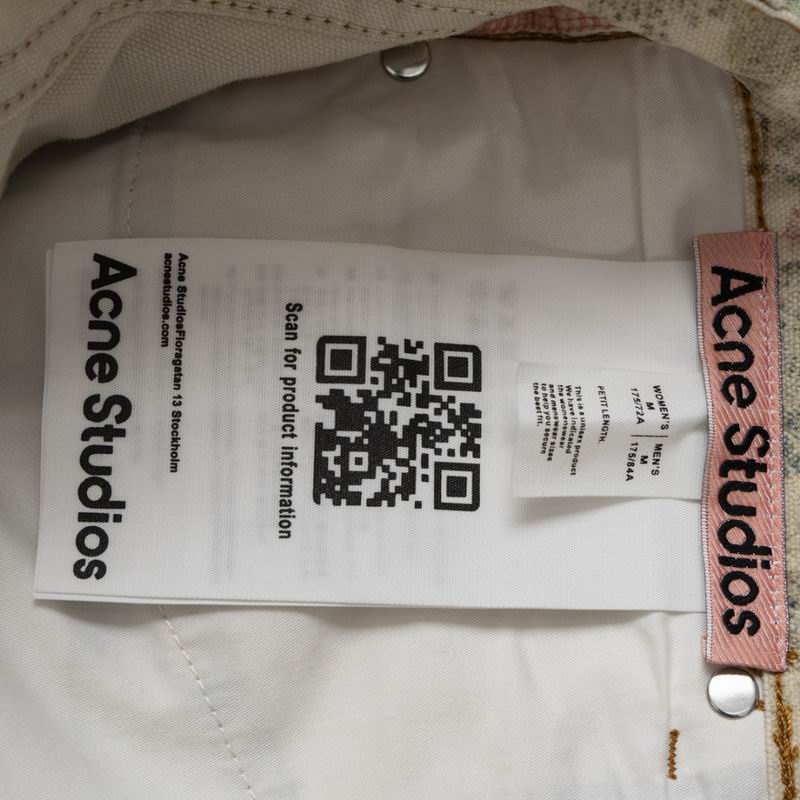 Acne Studios
WOMEN'S | MEN'S
M | M
175/72A | 175/84A
PETIT LENGTH.
This is a unisex product
We have indicated
the womenswear
and menswear sizes
to help you secure
the best fit.
Scan for product information
Acne StudiosFloragatan 13 Stockholm
acnestudios.com
Acne Studios